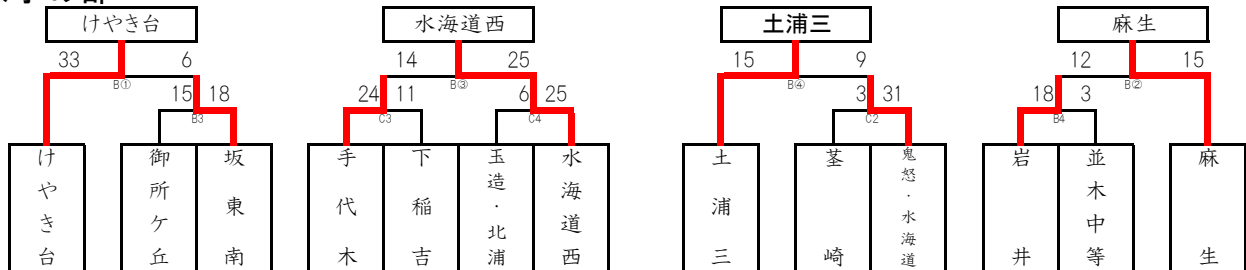 けやき台 水海道西 土浦三 麻生
33 6 14 25 15 9 12 15
B① B③ B④ B②
15 18 24 11 6 25 3 31 18 3
B3 C3 C4 C2 B4
けやき台
御所ケ丘
坂東南
手代木
下稲吉
玉造・北浦
水海道西
土浦三
茎崎
鬼怒・水海道
岩井
並木中等
麻生